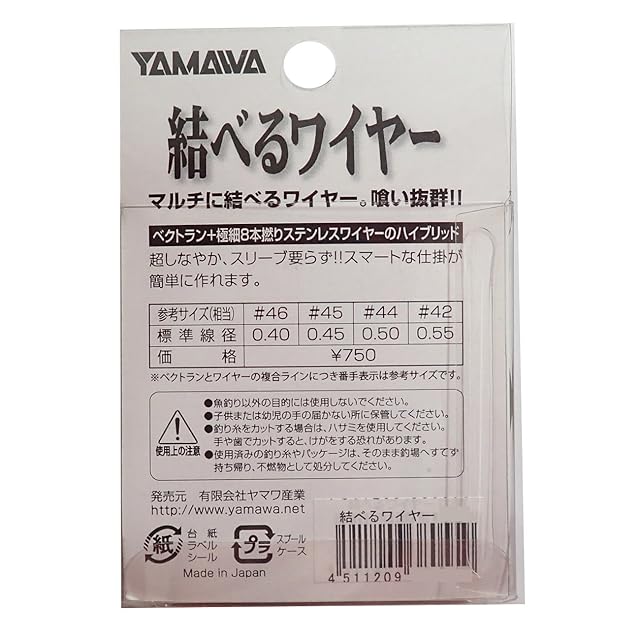 YAMAWA
結べるワイヤー
マルチに結べるワイヤー。喰い抜群!!
ベクトラン+極細8本撚りステンレスワイヤーのハイブリッド
超しなやか、スリーブ要らず!!スマートな仕掛が
簡単に作れます。
参考サイズ(相当) #46 #45 #44 #42
標準線径 0.40 0.45 0.50 0.55
価格 ¥750
※ベクトランとワイヤーの複合ラインにつき番手表示は参考サイズです。
使用上の注意
●魚釣り以外の目的には使用しないでください。
●子供または幼児の手の届かない所に保管してください。
●釣り糸をカットする場合は、ハサミを使用してください。
手や歯でカットすると、けがをする恐れがあります。
●使用済みの釣り糸やパッケージは、そのまま釣場へすてず
持ち帰り、不燃物として処分してください。
発売元 有限会社ヤマワ産業
http://www.yamawa.net
紙 台紙 ラベル シール
プラ スプール ケース
Made in Japan
結べるワイヤー
4 511209